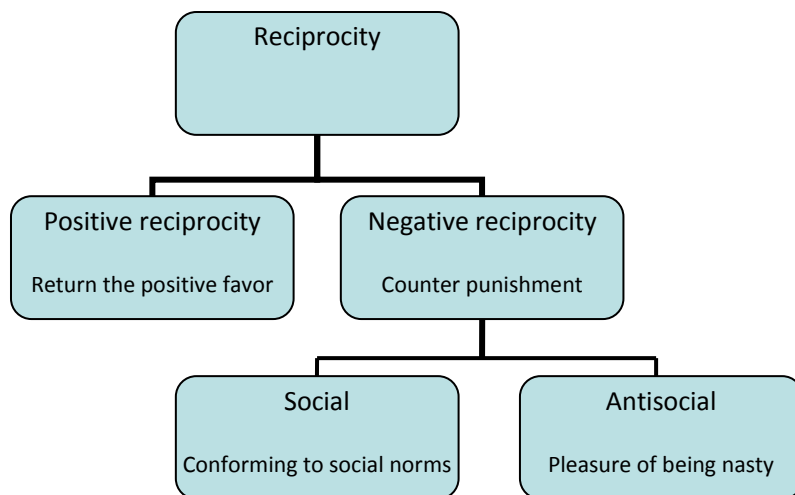 Reciprocity
Positive reciprocity
Return the positive favor
Negative reciprocity
Counter punishment
Social
Conforming to social norms
Antisocial
Pleasure of being nasty